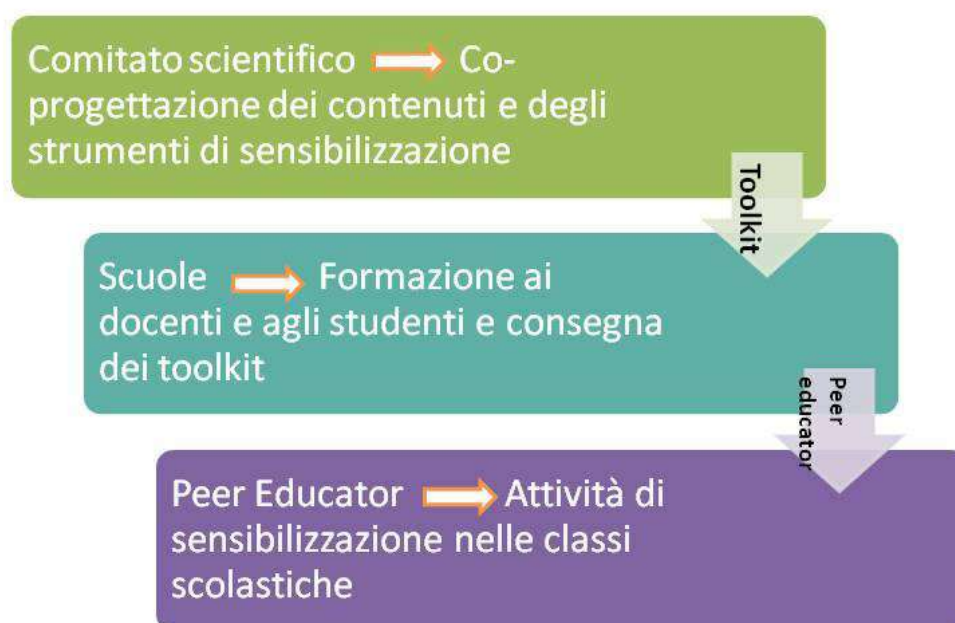 Comitato scientifico Co-
progettazione dei contenuti e degli
strumenti di sensibilizzazione
Toolkit
Scuole Formazione ai
docenti e agli studenti e consegna
dei toolkit
Peer
educator
Peer Educator Attività di
sensibilizzazione nelle classi
scolastiche